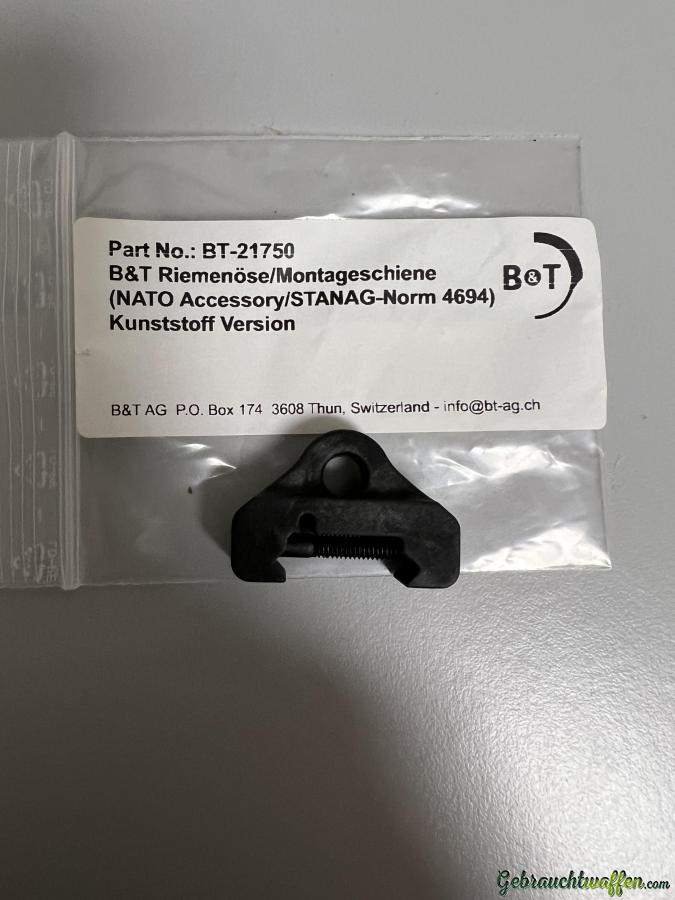 Part No.: BT-21750
B&T Riemenöse/Montageschiene
(NATO Accessory/STANAG-Norm 4694)
Kunststoff Version
B&T
B&T AG P.O. Box 174 3608 Thun, Switzerland - info@bt-ag.ch
Gebrauchtwaffen.com